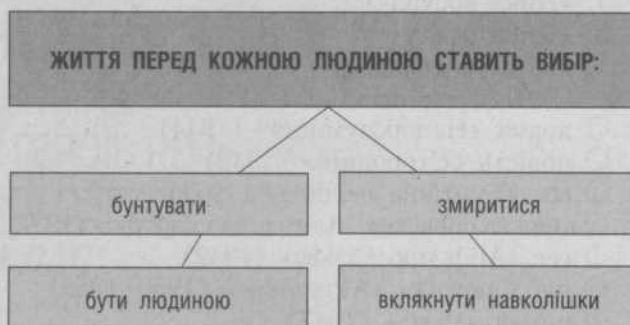 ЖИТТЯ ПЕРЕД КОЖНОЮ ЛЮДИНОЮ СТАВИТЬ ВИБІР:
бунтувати
змиритися
бути людиною
вклякнути навколішки